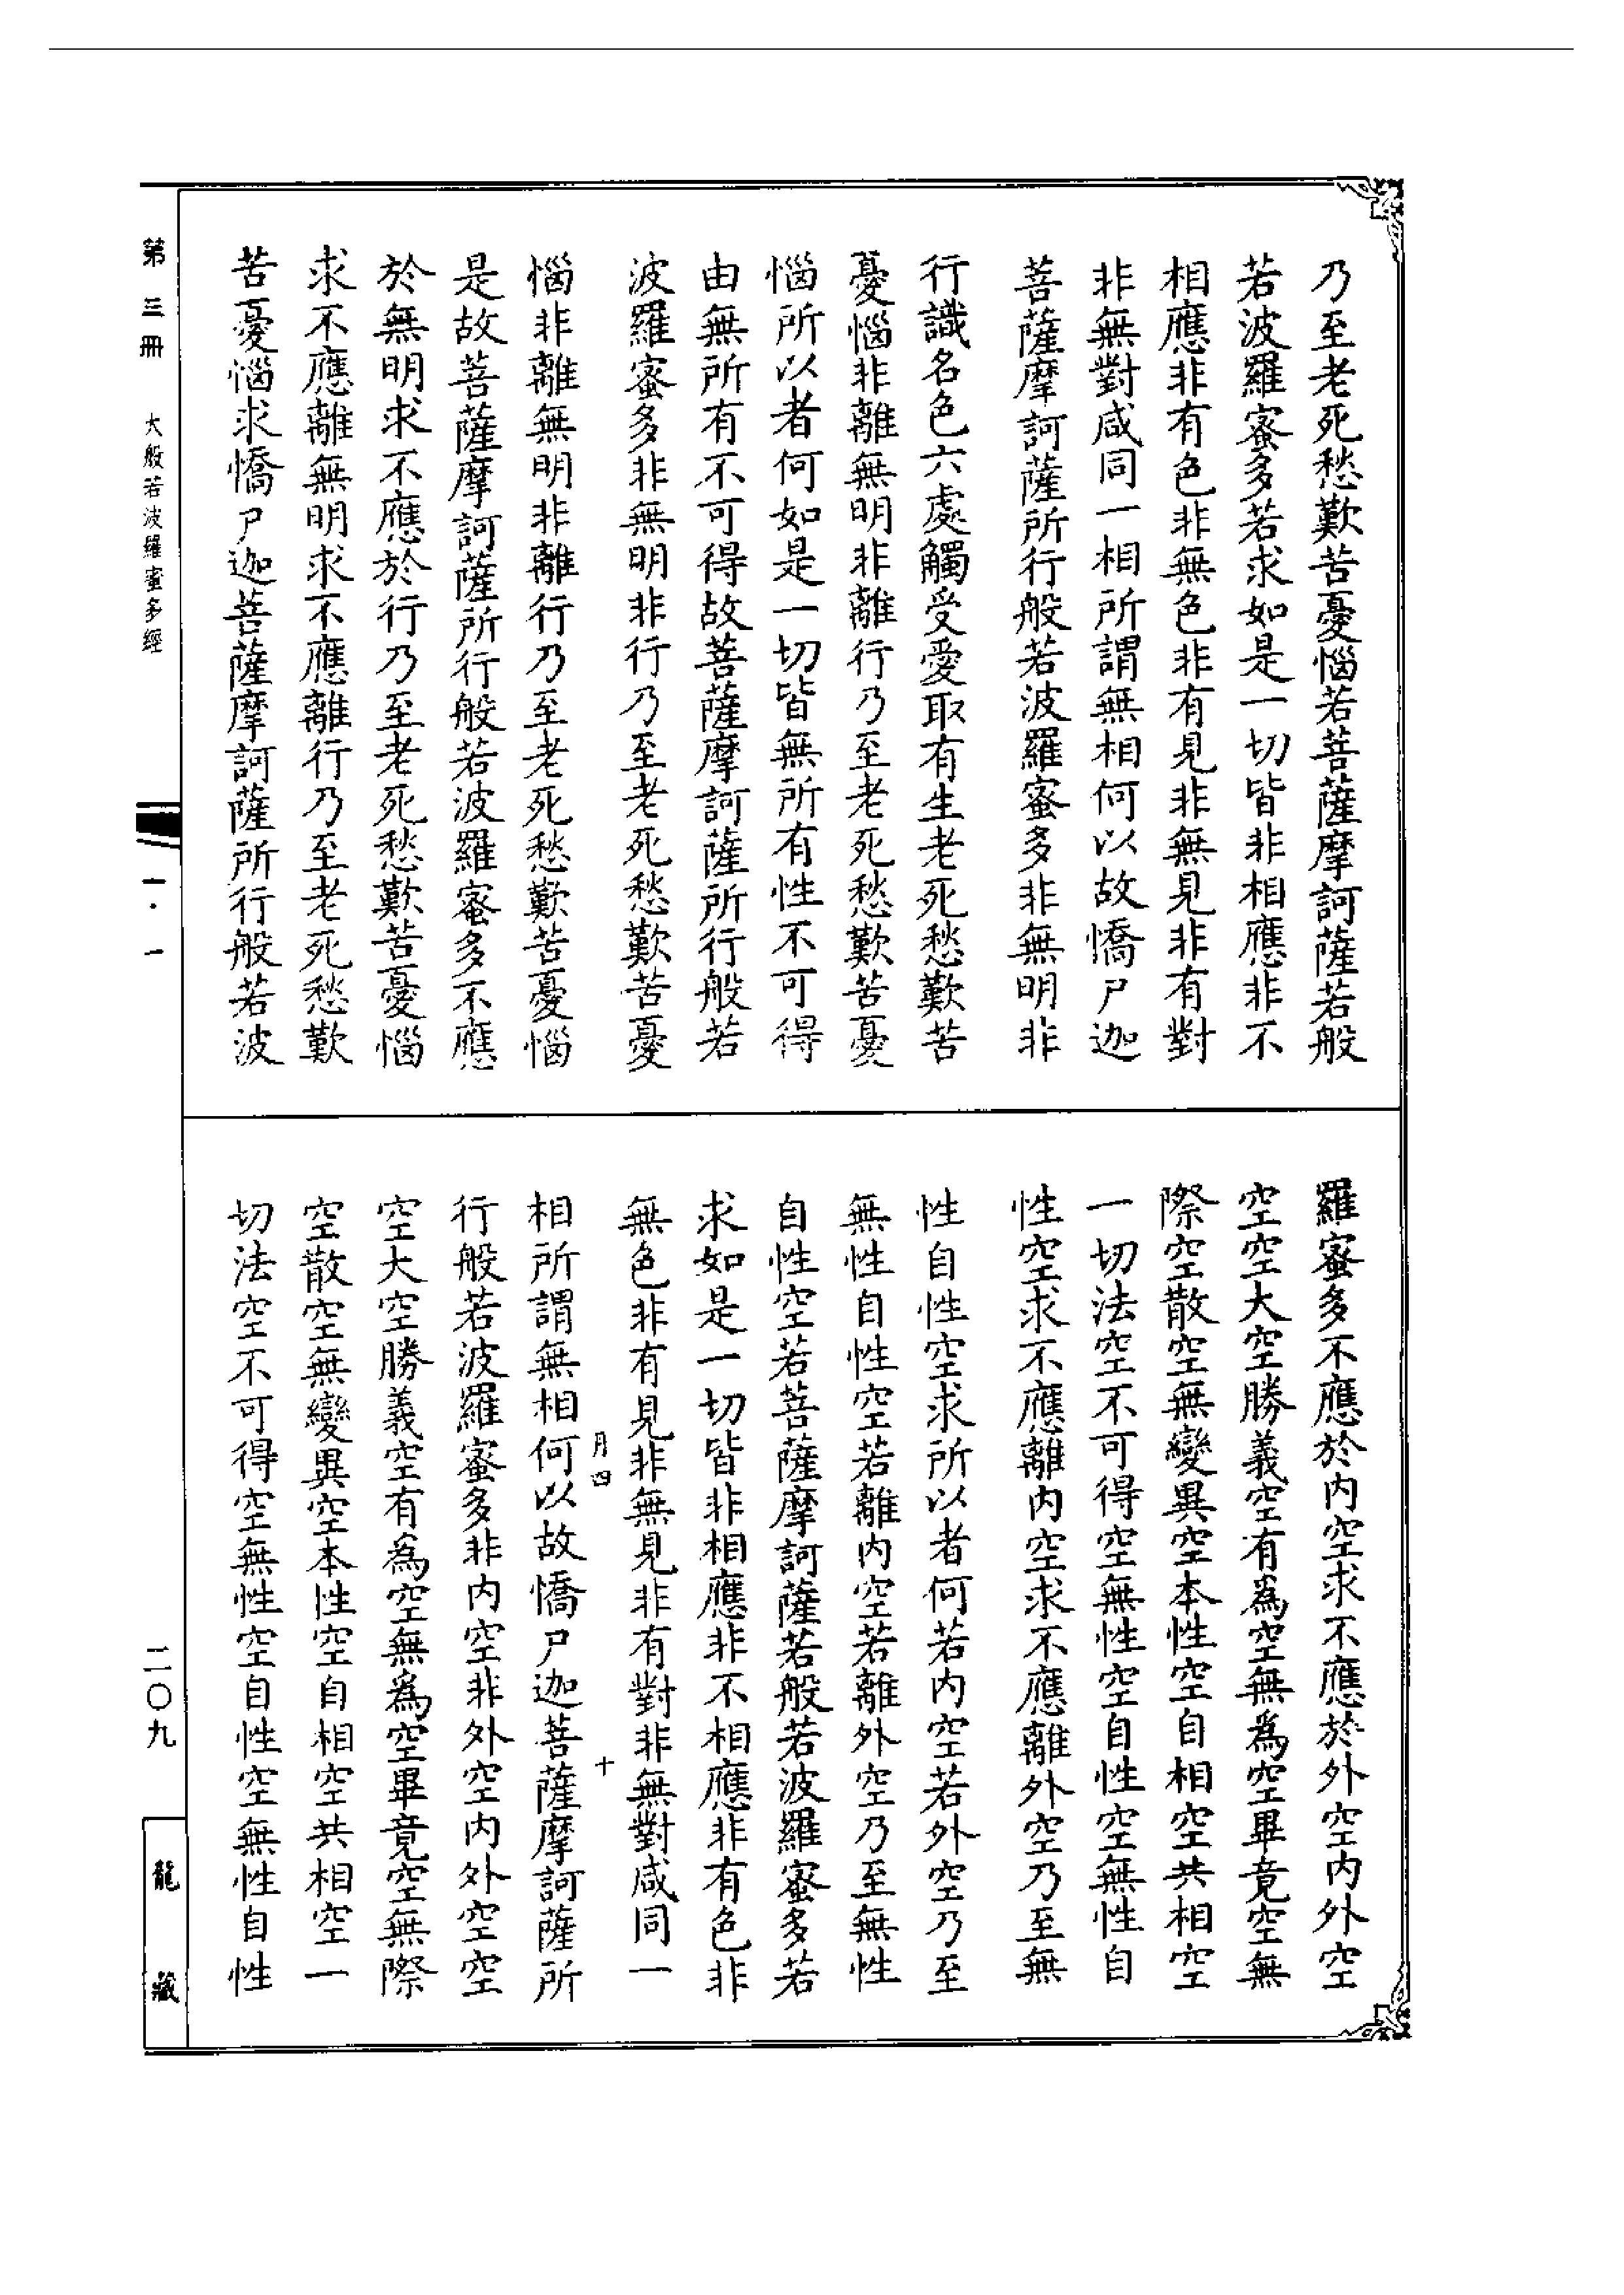 乃至老死愁歎苦憂惱若菩薩摩訶薩若般
若波羅蜜多若求如是一切皆非相應非不
相應非有色非無色非有見非無見非有對
非無對咸同一相所謂無相何以故憍尸迦
菩薩摩訶薩所行般若波羅蜜多非無明非
行識名色六處觸受愛取有生老死愁歎苦
憂惱非離無明非離行乃至老死愁歎苦憂
惱所以者何如是一切皆無所有性不可得
由無所有不可得故菩薩摩訶薩所行般若
波羅蜜多非無明非行乃至老死愁歎苦憂
惱非離無明非離行乃至老死愁歎苦憂惱
是故菩薩摩訶薩所行般若波羅蜜多不應
於無明求不應於行乃至老死愁歎苦憂惱
求不應離無明求不應離行乃至老死愁歎
苦憂惱求憍尸迦菩薩摩訶薩所行般若波
羅蜜多不應於內空求不應於外空內外空
空空大空勝義空有為空無為空畢竟空無
際空散空無變異空本性空自相空共相空
一切法空不可得空無性空自性空無性自
性空求不應離內空求不應離外空乃至無
性自性空求所以者何若內空若外空乃至
無性自性空若離內空若離外空乃至無性
自性空若菩薩摩訶薩若般若波羅蜜多若
求如是一切皆非相應非不相應非有色非
無色非有見非無見非有對非無對咸同一
月四 十
相所謂無相何以故憍尸迦菩薩摩訶薩所
行般若波羅蜜多非內空非外空內外空空
空大空勝義空有為空無為空畢竟空無際
空散空無變異空本性空自相空共相空一
切法空不可得空無性空自性空無性自性
第三冊 大般若波羅蜜多經 一·一 二〇九 龍藏